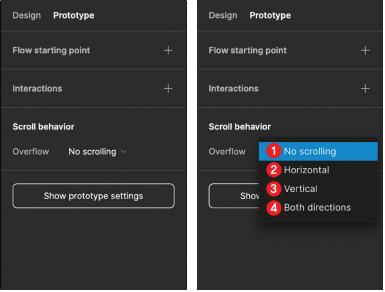 Design Prototype
Flow starting point
Interactions
Scroll behavior
Overflow No scrolling
Show prototype settings
Design Prototype
Flow starting point
Interactions
Scroll behavior
Overflow
1 No scrolling
2 Horizontal
3 Vertical
4 Both directions
Show